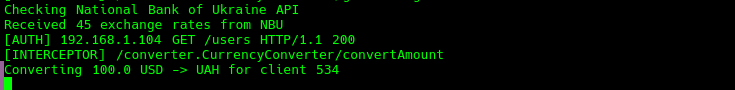 Checking National Bank of Ukraine API
Received 45 exchange rates from NBU
[AUTH] 192.168.1.104 GET /users HTTP/1.1 200
[INTERCEPTOR] /converter.CurrencyConverter/convertAmount
Converting 100.0 USD -> UAH for client 534